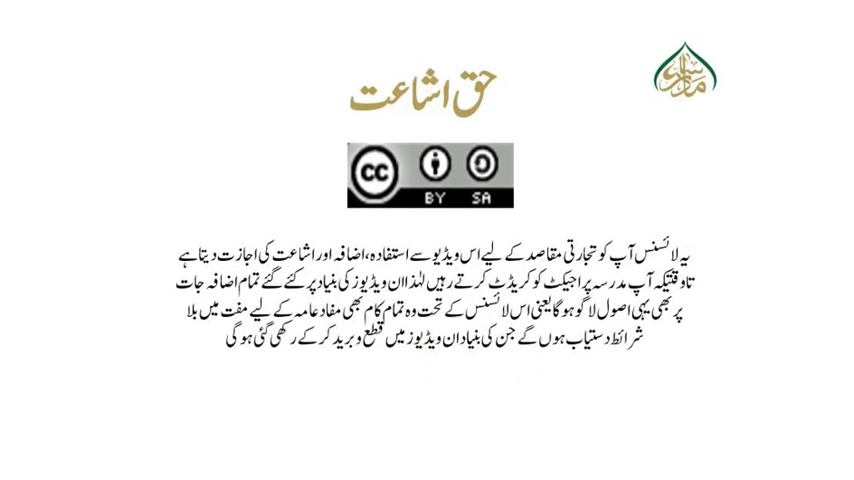 حق اشاعت
مدرسہ
CC BY SA
یہ لائسنس آپ کو تجارتی مقاصد کے لیے اس ویڈیو سے استفادہ، اضافہ اور اشاعت کی اجازت دیتا ہے
تاوقتیکہ آپ مدرسہ پراجیکٹ کو کریڈٹ کرتے رہیں لہٰذا ان ویڈیوز کی بنیاد پر کئے گئے تمام اضافہ جات
پر بھی یہی اصول لاگو ہوگا یعنی اس لائسنس کے تحت وہ تمام کام بھی مفاد عامہ کے لیے مفت میں بلا
شرائط دستیاب ہوں گے جن کی بنیاد ان ویڈیوز میں قطع و برید کر کے رکھی گئی ہوگی